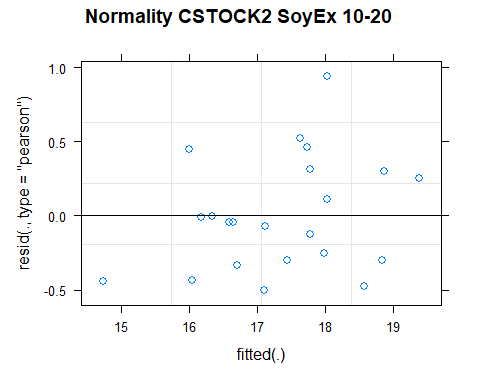 Normality CSTOCK2 SoyEx 10-20
resid(., type = "pearson")
1.0
0.5
0.0
-0.5
15 16 17 18 19
fitted(.)